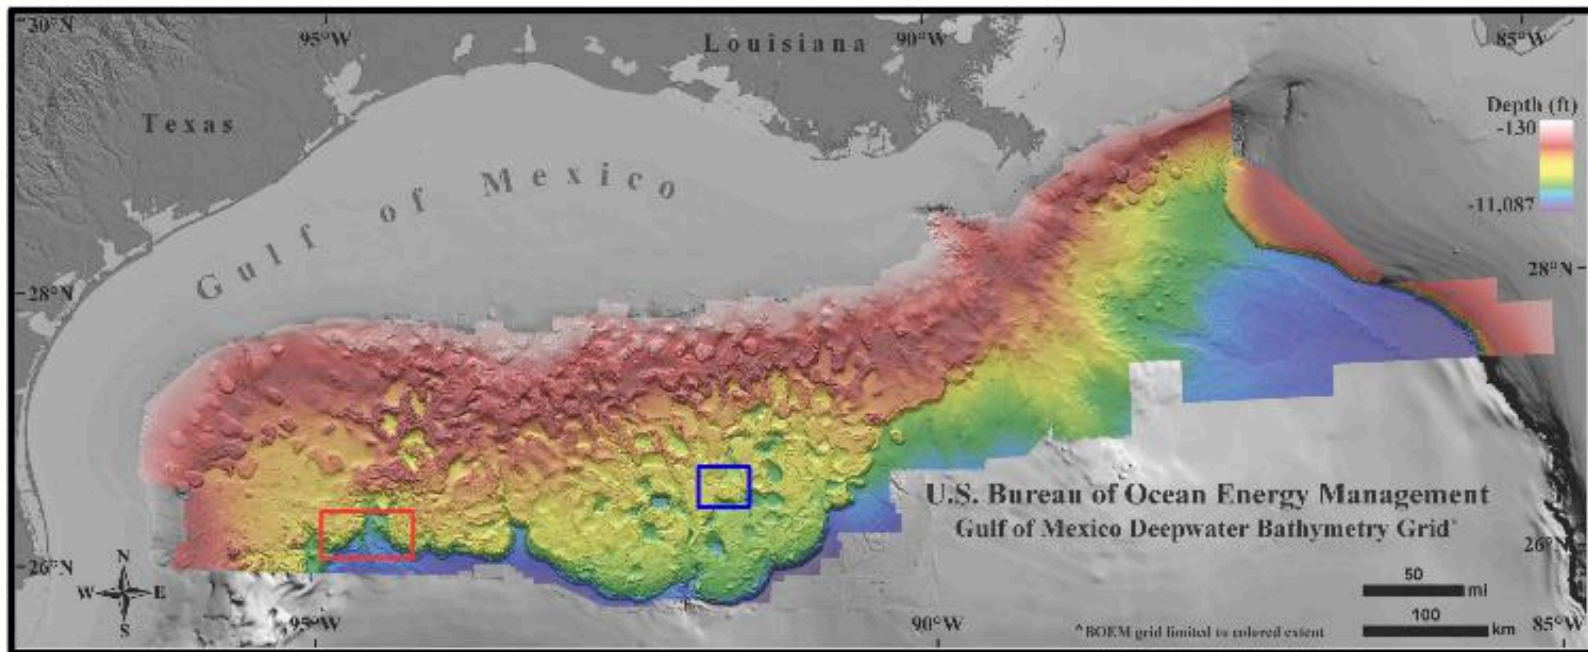 30°N
95°W
Louisiana
90°W
85°W
Texas
Depth (ft)
-130
-11,087
Gulf of Mexico
28°N
28°N
U.S. Bureau of Ocean Energy Management
Gulf of Mexico Deepwater Bathymetry Grid^
26°N
26°N
N
W
E
S
50
mi
100
km
95°W
90°W
^BOEM grid limited to colored extent
85°W